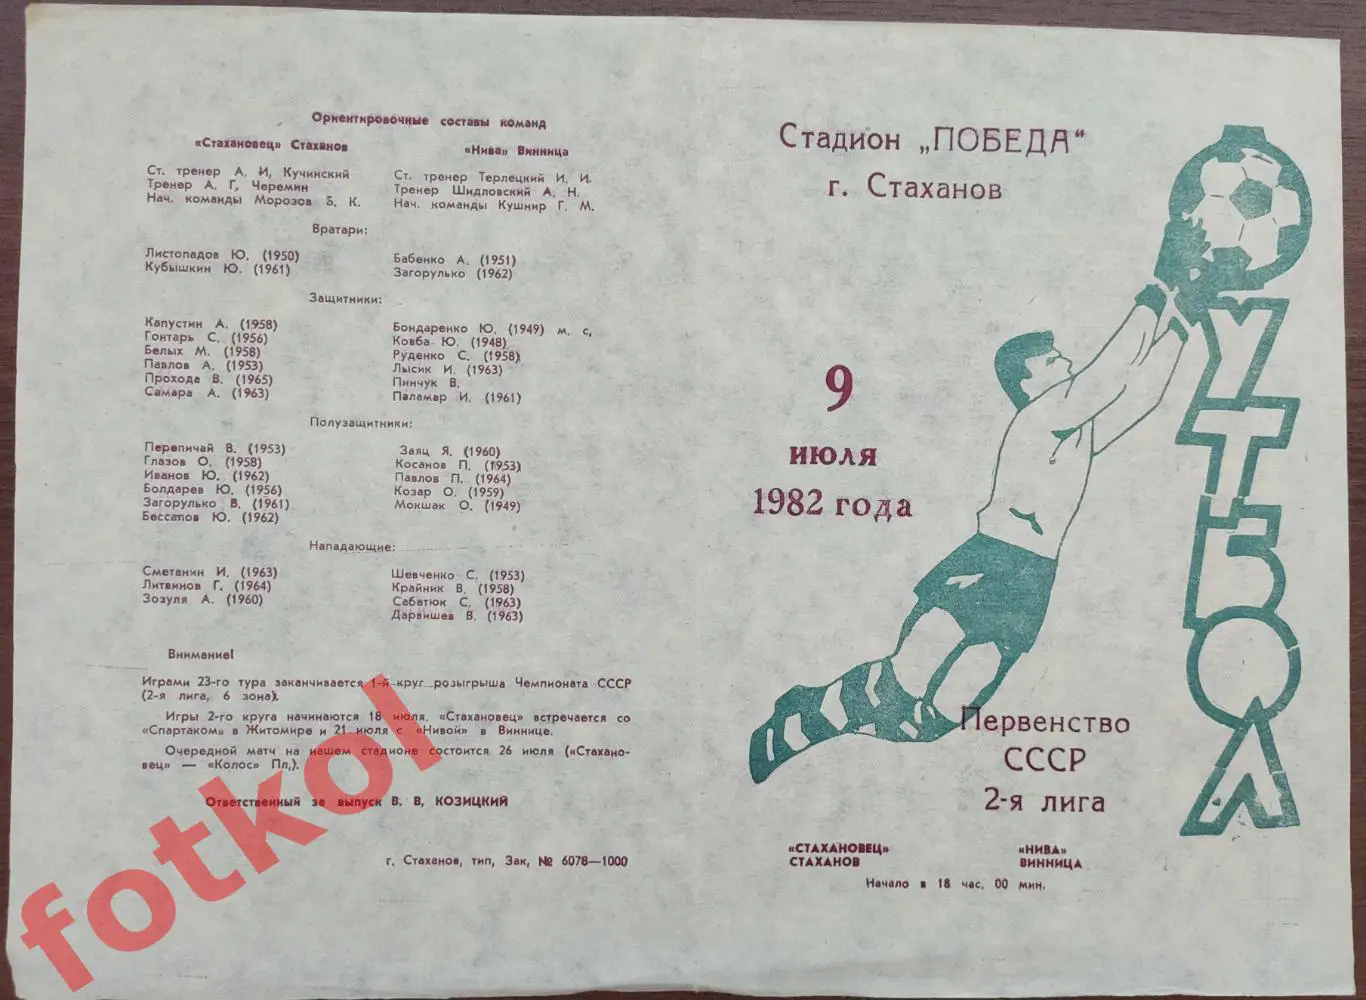 Ориентировочные составы команд
«Стахановец» Стаханов
Ст. тренер А. И, Кучинский
Тренер А. Г, Черемин
Нач. команды Морозов Б. К.
«Нива» Винница
Ст. тренер Терлецкий И. И.
Тренер Шидловский А. Н.
Нач. команды Кушнир Г. М.
Вратари:
Листопадов Ю. (1950)
Кубышкин Ю. (1961)
Бабенко А. (1951)
Загорулько (1962)
Защитники:
Капустин А. (1958)
Гонтарь С. (1956)
Белых М. (1958)
Павлов А. (1953)
Прохода В. (1965)
Самара А. (1963)
Бондаренко Ю. (1949) м. с,
Ковба Ю. (1948)
Руденко С. (1958)
Лысик И. (1963)
Пинчук В.
Паламар И. (1961)
Полузащитники:
Перепичай В. (1953)
Глазов О. (1958)
Иванов Ю. (1962)
Болдарев Ю. (1956)
Загорулько В. (1961)
Бессапов Ю. (1962)
Заяц Я. (1960)
Косанов П. (1953)
Павлов П. (1964)
Козар О. (1959)
Мокшак О. (1949)
Нападающие:
Сметанин И. (1963)
Литвинов Г. (1964)
Зозуля А. (1960)
Шевченко С. (1953)
Крайник В. (1958)
Сабатюк С. (1963)
Дарвишев В. (1963)
Внимание!
Играми 23-го тура заканчивается 1-й круг розыгрыша Чемпионата СССР
(2-я лига, 6 зона).
Игры 2-го круга начинаются 18 июля. «Стахановец» встречается со
«Спартаком» в Житомире и 21 июля с «Нивой» в Виннице.
Очередной матч на нашем стадионе состоится 26 июля («Стахано-
вец» — «Колос» Пл,).
Ответственный за выпуск В. В, КОЗИЦКИЙ
г. Стаханов, тип, Зак, № 6078—1000
Стадион „ПОБЕДА"
г. Стаханов
9
июля
1982 года
ФУТБОЛ
Первенство
СССР
2-я лига
«СТАХАНОВЕЦ»
СТАХАНОВ
«НИВА»
ВИННИЦА
Начало в 18 час, 00 мин.
fotkol